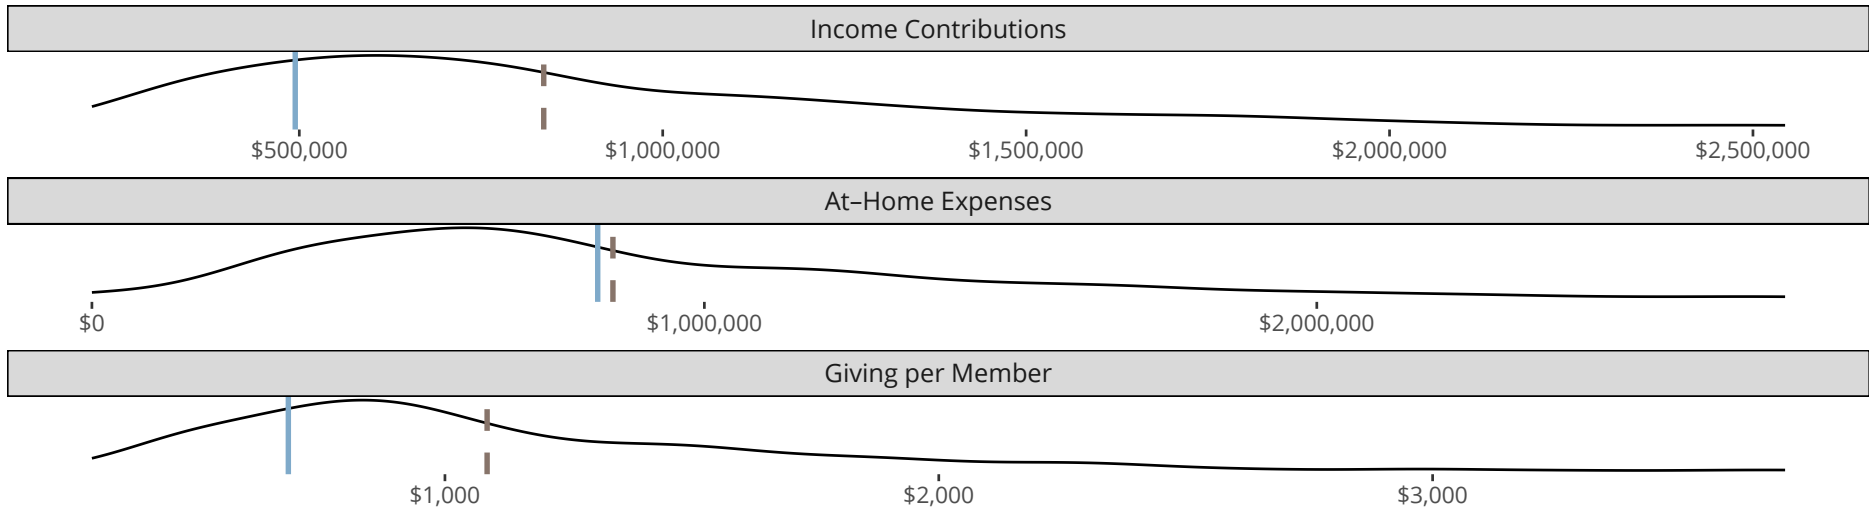 Income Contributions
$500,000 $1,000,000 $1,500,000 $2,000,000 $2,500,000
At–Home Expenses
$0 $1,000,000 $2,000,000
Giving per Member
$1,000 $2,000 $3,000